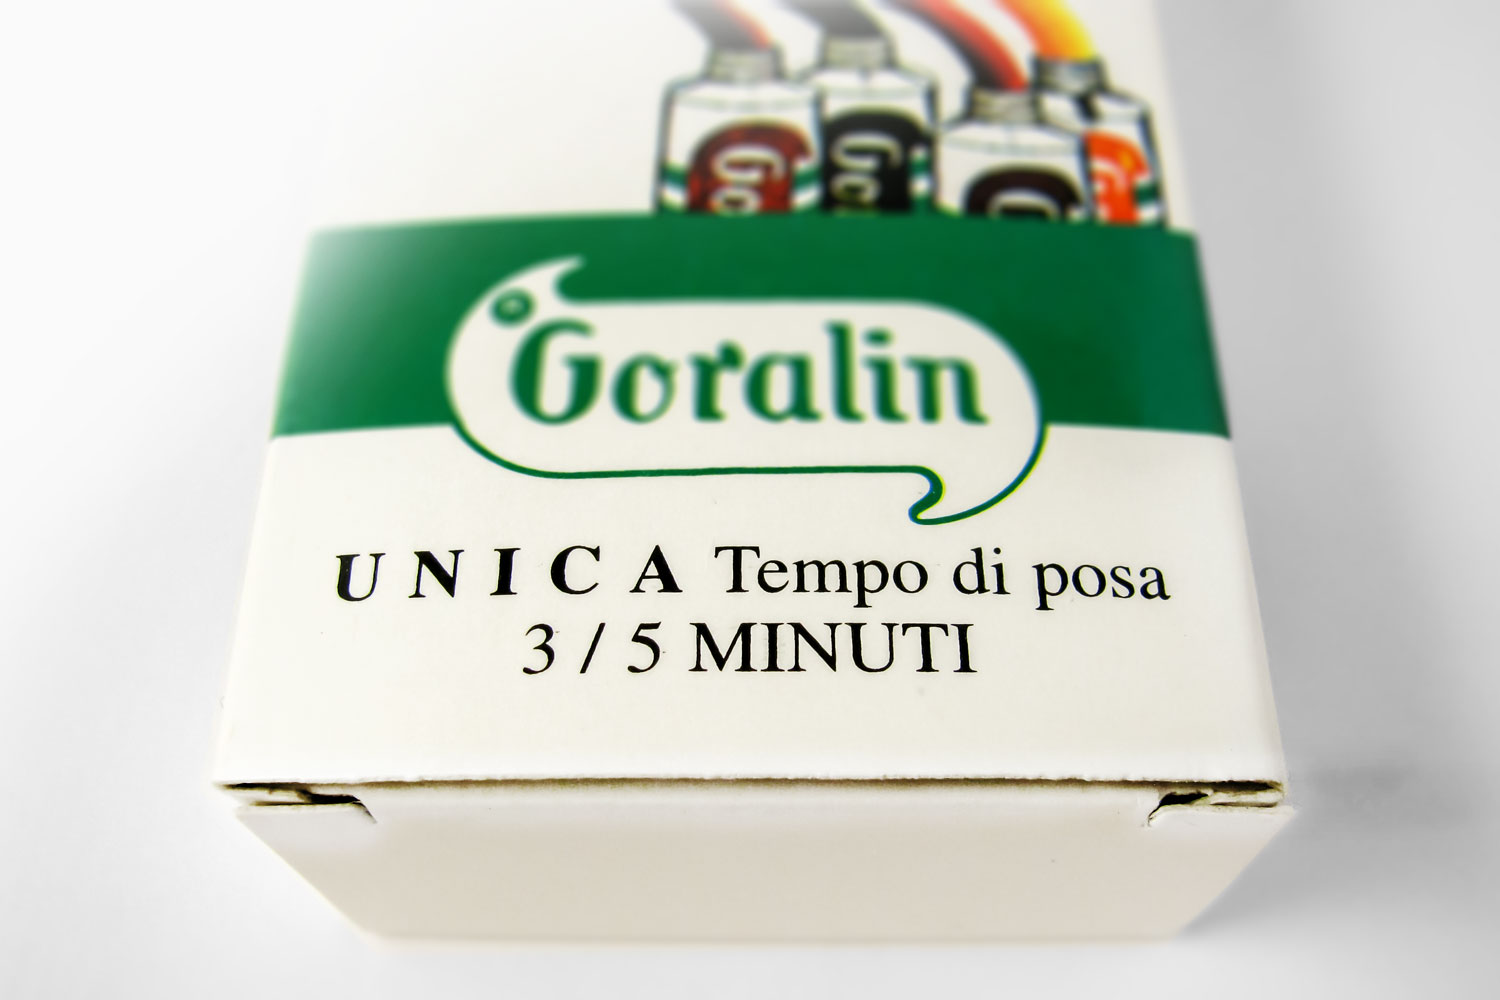 Goralin
UNICA Tempo di posa
3 / 5 MINUTI